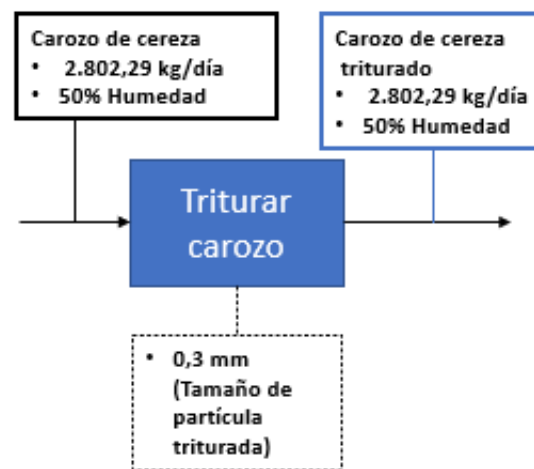 Carozo de cereza
• 2.802,29 kg/día
• 50% Humedad
Carozo de cereza
triturado
• 2.802,29 kg/día
• 50% Humedad
Triturar
carozo
• 0,3 mm
(Tamaño de
partícula
triturada)